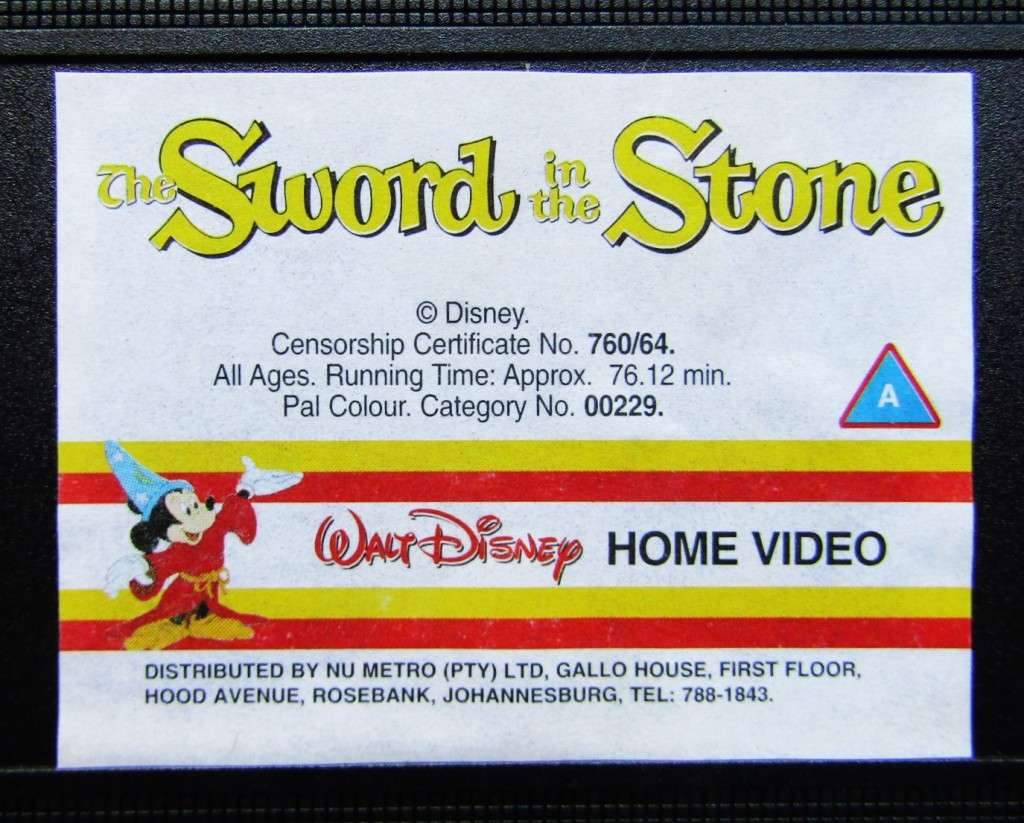 The Sword in the Stone
© Disney.
Censorship Certificate No. 760/64.
All Ages. Running Time: Approx. 76.12 min.
Pal Colour. Category No. 00229.
A
WALT DISNEY HOME VIDEO
DISTRIBUTED BY NU METRO (PTY) LTD, GALLO HOUSE, FIRST FLOOR,
HOOD AVENUE, ROSEBANK, JOHANNESBURG, TEL: 788-1843.